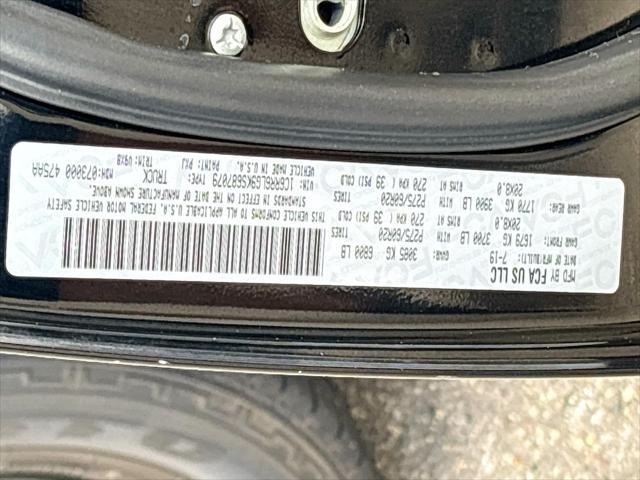 MFD BY FCA US LLC
DATE OF MFR(BUILT): 7-19 GVWR: 3085 KG 6800 LB
GAWR FRONT: 1679 KG 3700 LB WITH P275/60R20 TIRES
20X8.0 RIMS AT 270 KPA ( 39 PSI) COLD
GAWR REAR: 1770 KG 3900 LB WITH P275/60R20 TIRES
20X8.0 RIMS AT 270 KPA ( 39 PSI) COLD
THIS VEHICLE CONFORMS TO ALL APPLICABLE FEDERAL MOTOR VEHICLE SAFETY
STANDARDS IN EFFECT ON THE DATE OF MANUFACTURE SHOWN ABOVE.
VIN: 1C6RR6LG9KS687079 TYPE: TRUCK MDH:073000 475AA
VEHICLE MADE IN U.S.A. PAINT: PXJ TRIM: V9X8